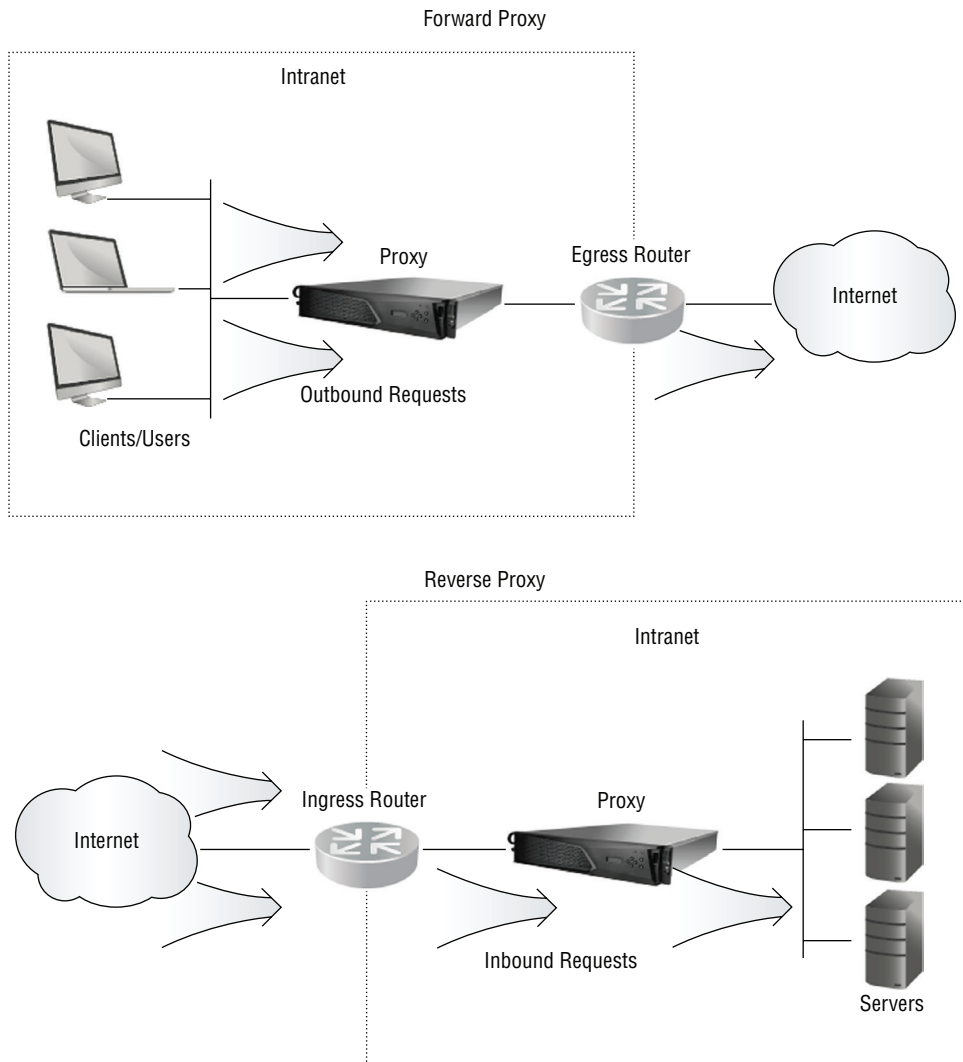 Forward Proxy
Intranet
Proxy
Egress Router
Internet
Outbound Requests
Clients/Users
Reverse Proxy
Intranet
Ingress Router
Proxy
Internet
Inbound Requests
Servers